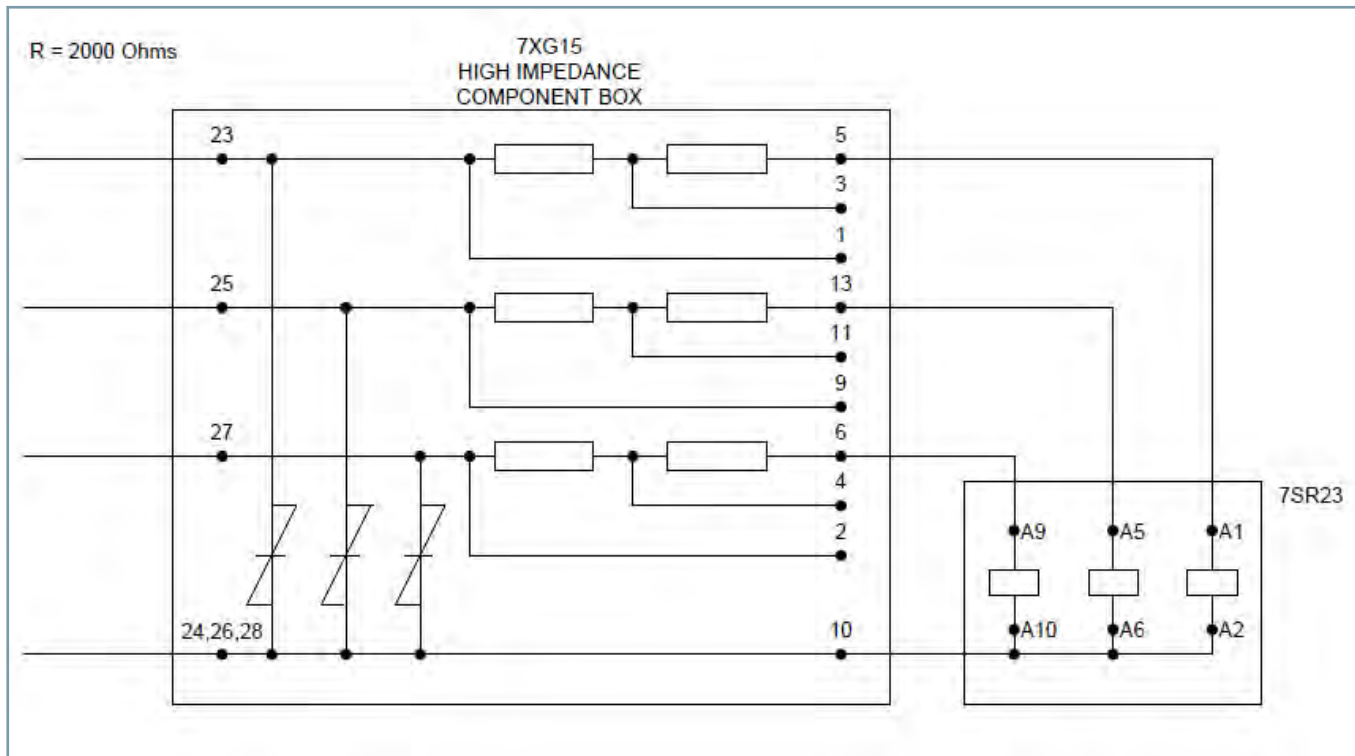 R = 2000 Ohms
7XG15
HIGH IMPEDANCE
COMPONENT BOX
23
5
3
1
25
13
11
9
27
6
4
2
7SR23
A9
A5
A1
24,26,28
10
A10
A6
A2